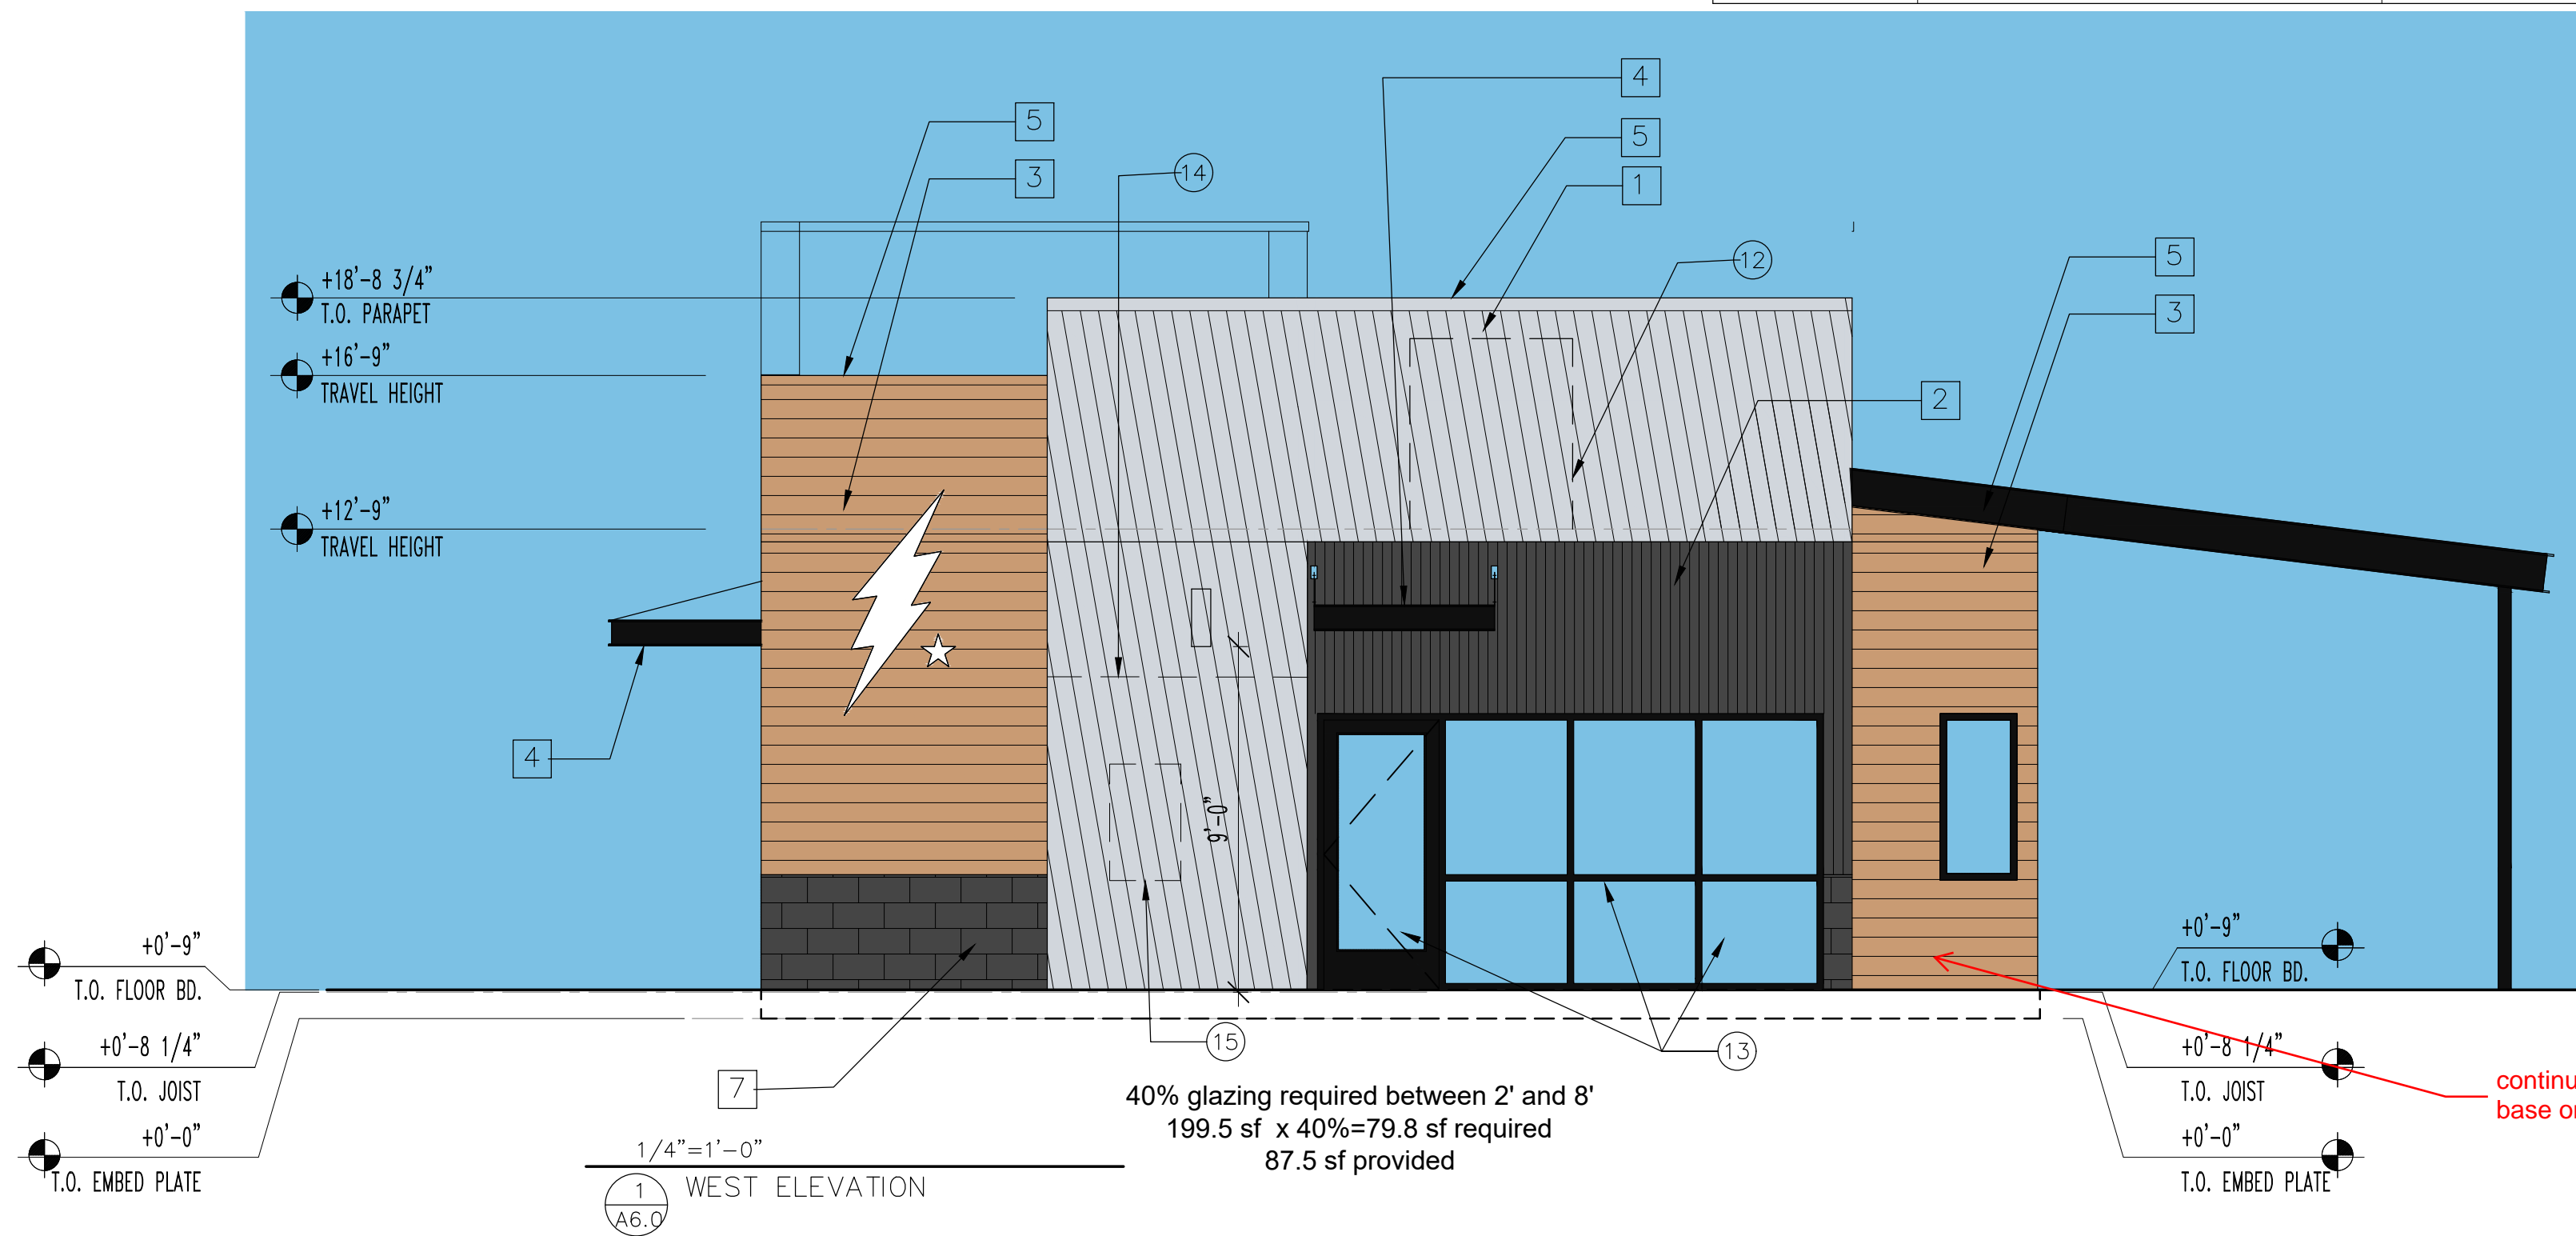 4
5
5
3
1
14
12
5
3
+18'-8 3/4"
T.O. PARAPET
+16'-9"
TRAVEL HEIGHT
2
+12'-9"
TRAVEL HEIGHT
4
9'-0"
+0'-9"
T.O. FLOOR BD.
+0'-9"
T.O. FLOOR BD.
+0'-8 1/4"
T.O. JOIST
15
13
+0'-8 1/4"
T.O. JOIST
7
40% glazing required between 2' and 8'
199.5 sf x 40%=79.8 sf required
87.5 sf provided
continu
base o
+0'-0"
T.O. EMBED PLATE
+0'-0"
T.O. EMBED PLATE
1/4"=1'-0"
1
WEST ELEVATION
A6.0